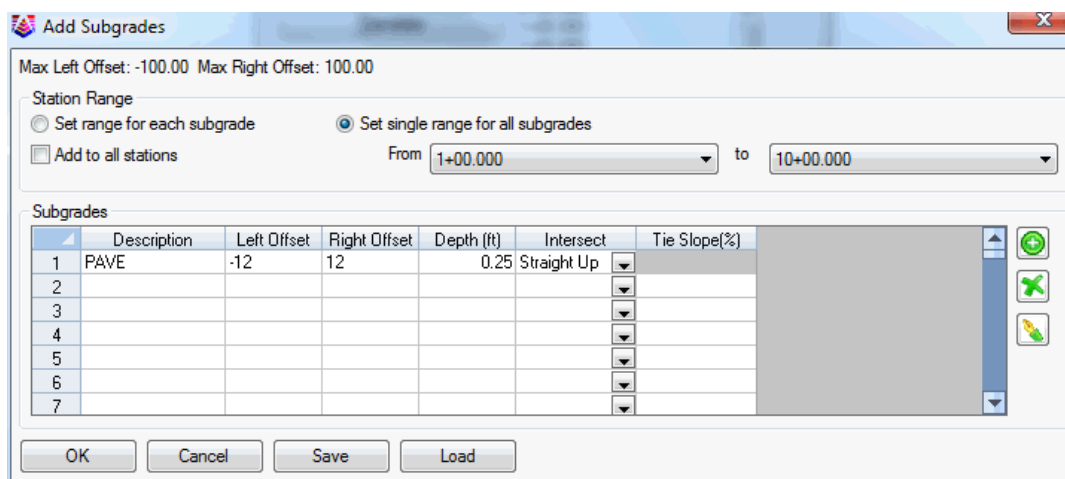 Add Subgrades
Max Left Offset: -100.00 Max Right Offset: 100.00
Station Range
Set range for each subgrade Set single range for all subgrades
Add to all stations From 1+00.000 to 10+00.000
Subgrades
Description Left Offset Right Offset Depth (ft) Intersect Tie Slope(%)
1 PAVE -12 12 0.25 Straight Up
2
3
4
5
6
7
OK Cancel Save Load